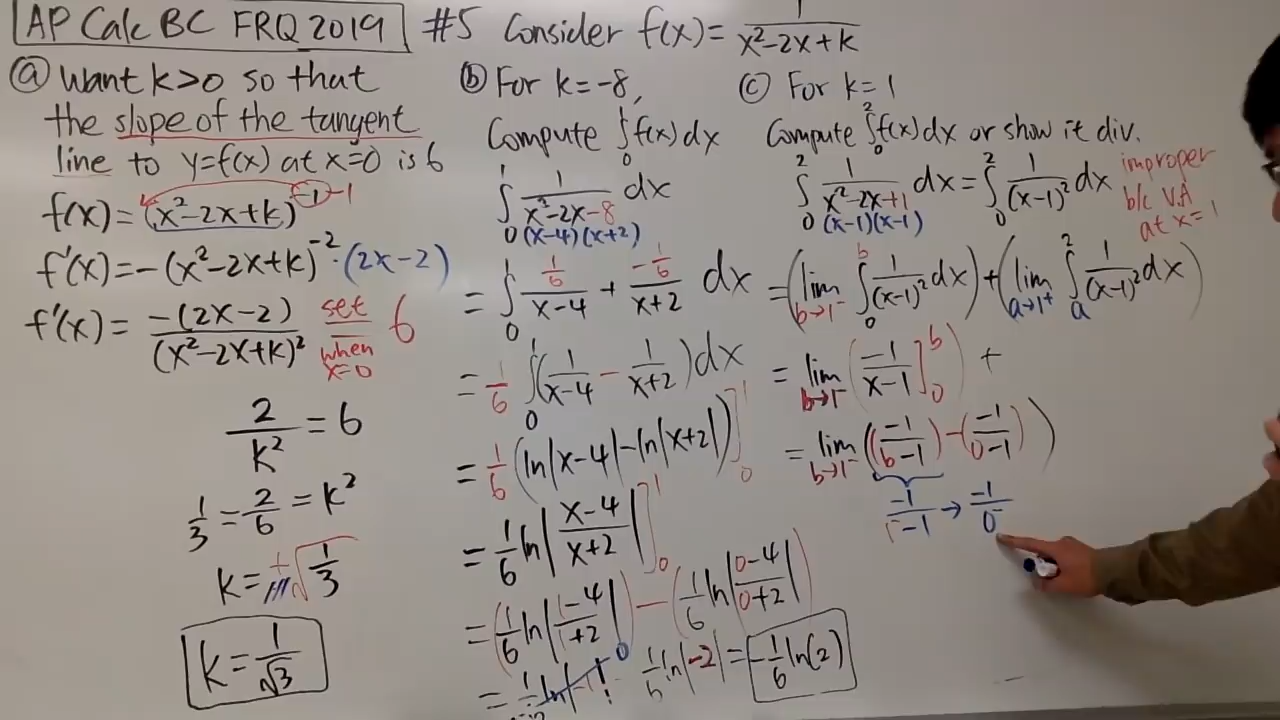 AP Calc BC FRQ 2019 #5 Consider f(x) = 1/(x²-2x+k)
(a) Want k>0 so that
the slope of the tangent
line to y=f(x) at x=0 is 6
f(x) = (x²-2x+k)^(-1) -1
f'(x) = -(x²-2x+k)^(-2)·(2x-2)
f'(x) = -(2x-2)/(x²-2x+k)² set when x=0 6
2/k² = 6
1/3 = 2/6 = k²
k = + √(1/3)
k = 1/√3
(b) For k=-8,
Compute ∫₀¹ f(x) dx
∫₀¹ 1/(x²-2x-8) dx
(x-4)(x+2)
= ∫₀¹ (1/6)/(x-4) + (-1/6)/(x+2) dx
= 1/6 ∫₀¹ (1/(x-4) - 1/(x+2)) dx
= 1/6 (ln|x-4| - ln|x+2|)]₀¹
= 1/6 ln|(x-4)/(x+2)|]₀¹
= (1/6 ln|(1-4)/(1+2)|) - (1/6 ln|(0-4)/(0+2)|)
0 1/6 ln|-2| = -1/6 ln(2)
(c) For k=1
Compute ∫₀² f(x) dx or show it div.
∫₀² 1/(x²-2x+1) dx = ∫₀² 1/(x-1)² dx
(x-1)(x-1)
improper
b/c V.A
at x=1
= (lim b→1⁻ ∫₀ᵇ 1/(x-1)² dx) + (lim a→1⁺ ∫ₐ² 1/(x-1)² dx)
= lim b→1⁻ (-1/(x-1)]₀ᵇ) +
= lim b→1⁻ ((-1/(b-1)) - (-1/(0-1)))
-1/(1⁻-1) → -1/0⁻